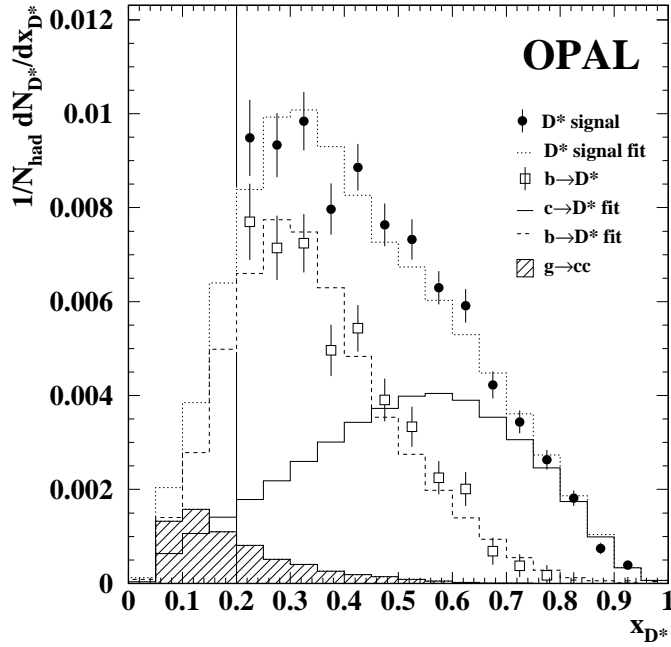 1/N_had dN_D*/dx_D*
0.012
0.01
0.008
0.006
0.004
0.002
0
OPAL
D* signal
D* signal fit
b→D*
c→D* fit
b→D* fit
g→cc
0 0.1 0.2 0.3 0.4 0.5 0.6 0.7 0.8 0.9 1
x_D*